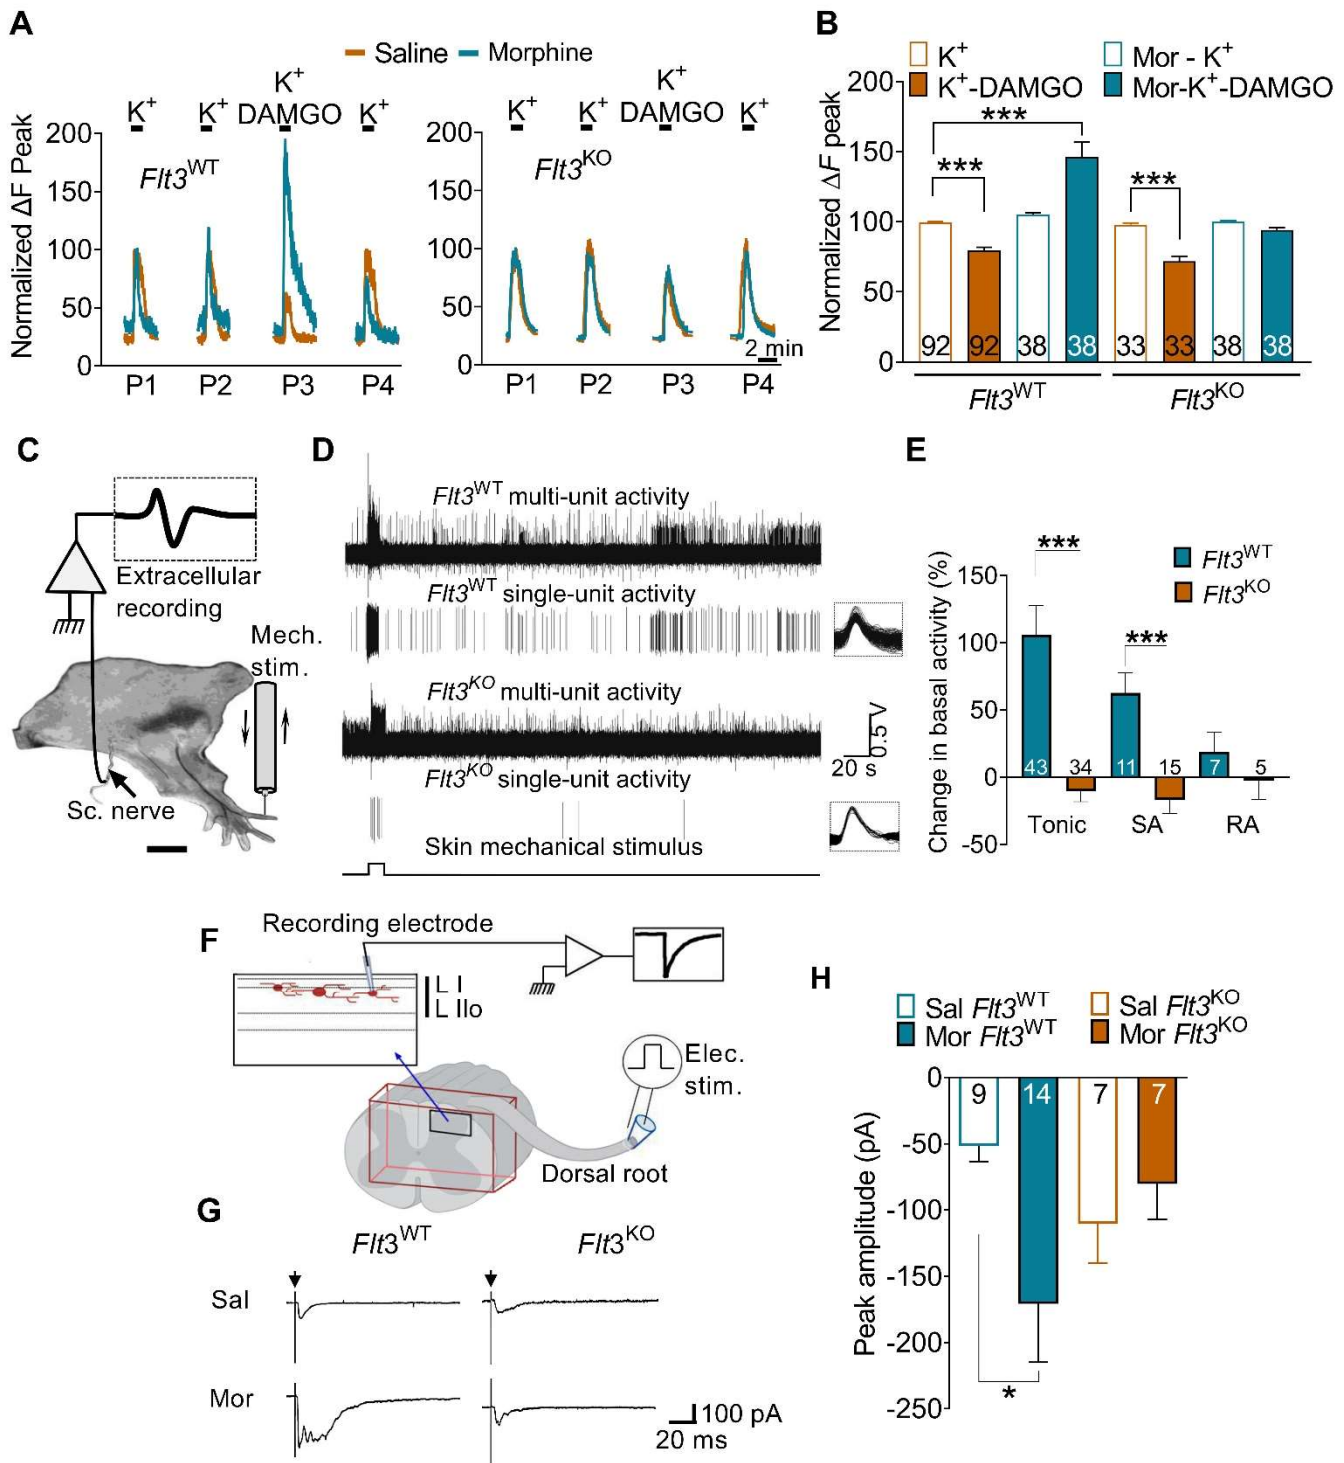 A
Saline Morphine
K+ K+ K+ DAMGO K+
K+ K+ K+ DAMGO K+
Normalized ΔF Peak
200
150
100
50
0
Flt3WT
P1 P2 P3 P4
200
150
100
50
0
Flt3KO
2 min
P1 P2 P3 P4
B
K+ Mor - K+
K+-DAMGO Mor-K+-DAMGO
Normalized ΔF peak
200
150
100
50
0
***
*** ***
92 92 38 38 33 33 38 38
Flt3WT Flt3KO
C
Extracellular
recording
Mech.
stim.
Sc. nerve
D
Flt3WT multi-unit activity
Flt3WT single-unit activity
Flt3KO multi-unit activity
0.5 V
20 s
Flt3KO single-unit activity
Skin mechanical stimulus
E
Flt3WT
Flt3KO
Change in basal activity (%)
150
100
50
0
-50
***
***
43 34 11 15 7 5
Tonic SA RA
F
Recording electrode
L I
L IIo
Elec.
stim.
Dorsal root
G
Flt3WT Flt3KO
Sal
Mor
100 pA
20 ms
H
Sal Flt3WT Sal Flt3KO
Mor Flt3WT Mor Flt3KO
Peak amplitude (pA)
0
-50
-100
-150
-200
-250
9 14 7 7
*